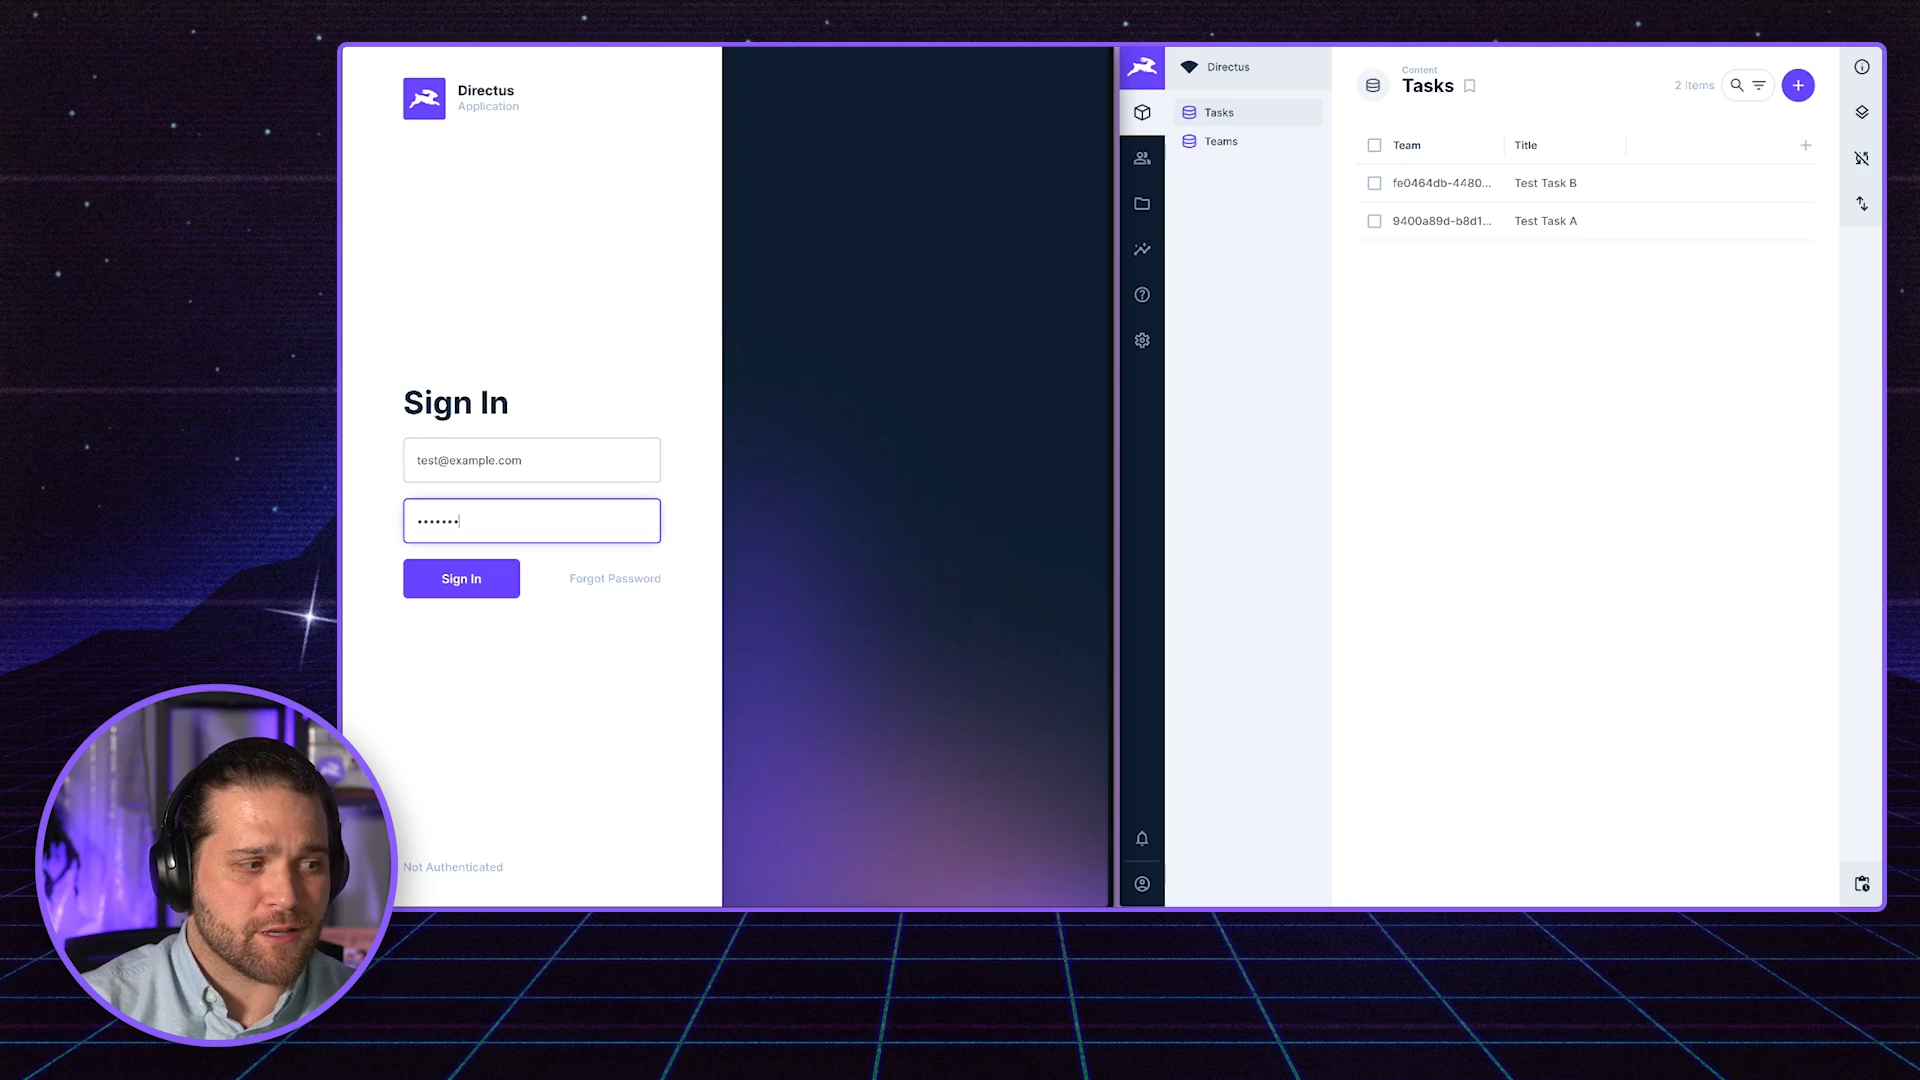 Directus
Application
Sign In
test@example.com
•••••••
Sign In
Forgot Password
Not Authenticated
Directus
Tasks
Teams
Content
Tasks
2 Items
Team
Title
fe0464db-4480...
Test Task B
9400a89d-b8d1...
Test Task A